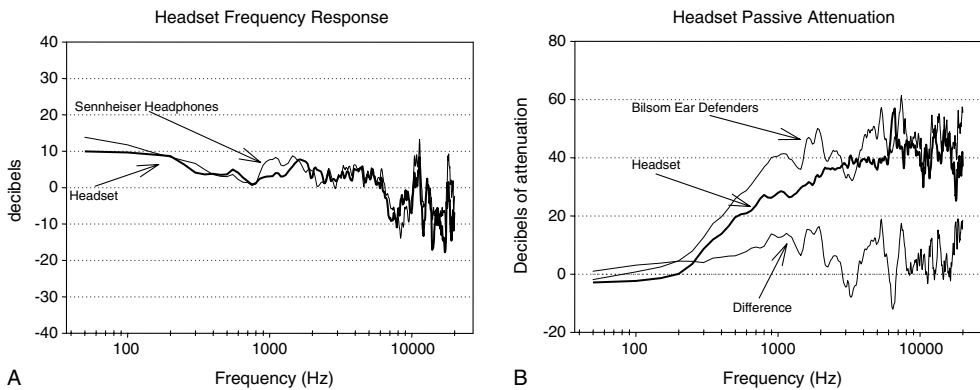 Headset Frequency Response
decibels
40
30
20
10
0
-10
-20
-30
-40
Sennheiser Headphones
Headset
100
1000
10000
Frequency (Hz)
A
Headset Passive Attenuation
Decibels of attenuation
80
60
40
20
0
-20
Bilsom Ear Defenders
Headset
Difference
100
1000
10000
Frequency (Hz)
B